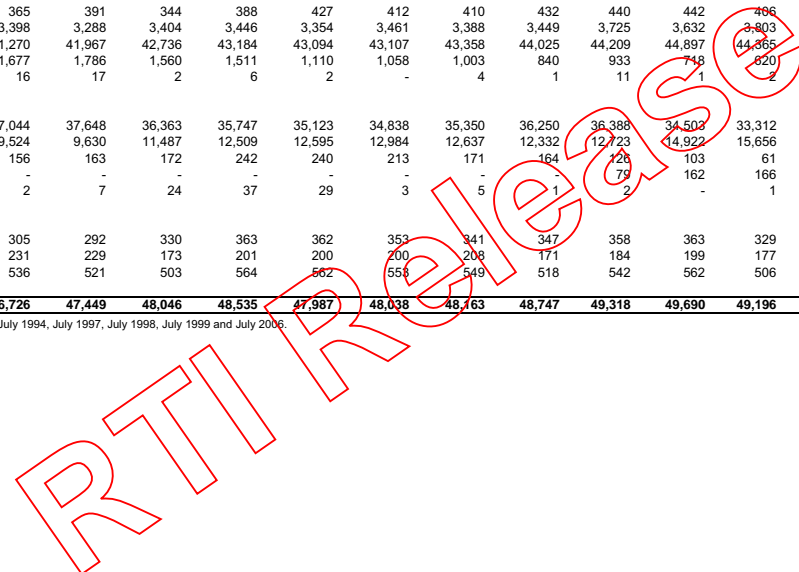 365 391 344 388 427 412 410 432 440 442 406
3,398 3,288 3,404 3,446 3,354 3,461 3,388 3,449 3,725 3,632 3,803
1,270 41,967 42,736 43,184 43,094 43,107 43,358 44,025 44,209 44,897 44,365
1,677 1,786 1,560 1,511 1,110 1,058 1,003 840 933 718 620
16 17 2 6 2 - 4 1 11 1 2
7,044 37,648 36,363 35,747 35,123 34,838 35,350 36,250 36,388 34,503 33,312
9,524 9,630 11,487 12,509 12,595 12,984 12,637 12,332 12,723 14,922 15,656
156 163 172 242 240 213 171 164 126 103 61
- - - - - - - - 79 162 166
2 7 24 37 29 3 5 1 2 - 1
305 292 330 363 362 353 341 347 358 363 329
231 229 173 201 200 200 208 171 184 199 177
536 521 503 564 562 553 549 518 542 562 506
6,726 47,449 48,046 48,535 47,987 48,038 48,163 48,747 49,318 49,690 49,196
July 1994, July 1997, July 1998, July 1999 and July 2006.
RTI Release